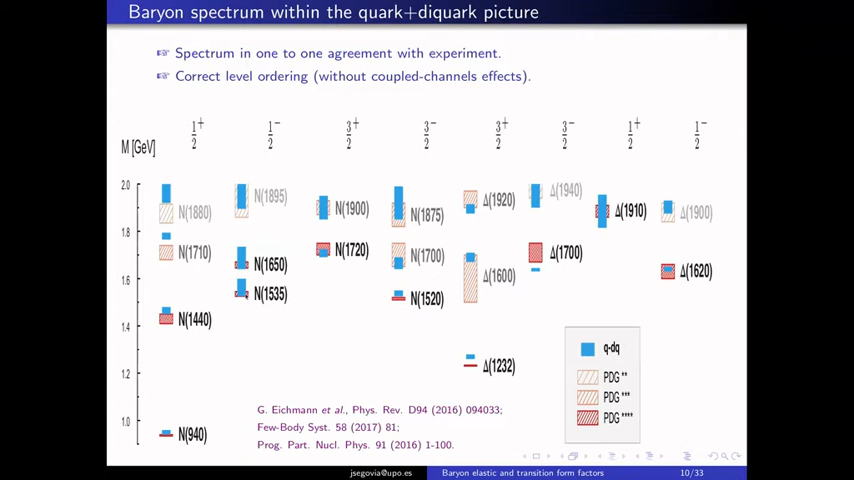 Baryon spectrum within the quark+diquark picture
Spectrum in one to one agreement with experiment.
Correct level ordering (without coupled-channels effects).
1/2+ 1/2− 3/2+ 3/2− 3/2+ 3/2− 1/2+ 1/2−
M [GeV]
2.0
1.8
1.6
1.4
1.2
1.0
N(1880)
N(1710)
N(1440)
N(940)
N(1895)
N(1650)
N(1535)
N(1900)
N(1720)
N(1875)
N(1700)
N(1520)
Δ(1920)
Δ(1600)
Δ(1232)
Δ(1940)
Δ(1700)
Δ(1910)
Δ(1900)
Δ(1620)
q-dq
PDG **
PDG ***
PDG ****
G. Eichmann et al., Phys. Rev. D94 (2016) 094033;
Few-Body Syst. 58 (2017) 81;
Prog. Part. Nucl. Phys. 91 (2016) 1-100.
jsegovia@upo.es Baryon elastic and transition form factors 10/33